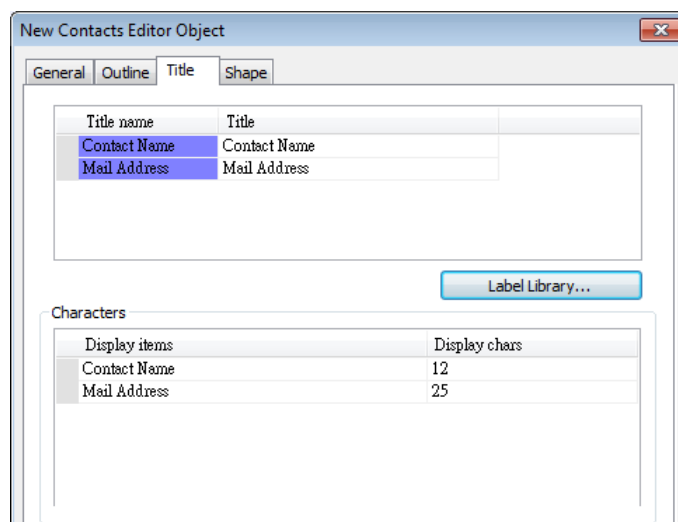 New Contacts Editor Object
General Outline Title Shape
Title name Title
Contact Name Contact Name
Mail Address Mail Address
Label Library...
Characters
Display items Display chars
Contact Name 12
Mail Address 25